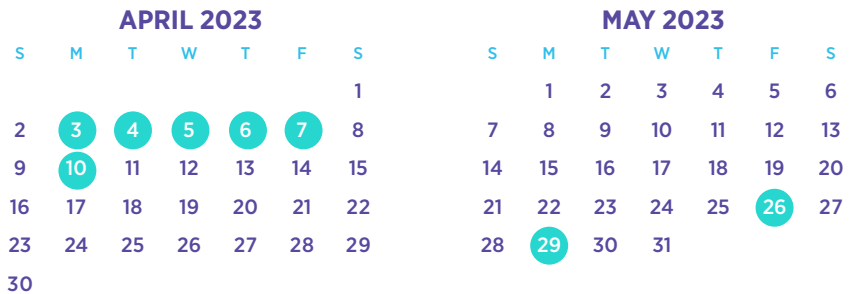 APRIL 2023
S M T W T F S
1
2 3 4 5 6 7 8
9 10 11 12 13 14 15
16 17 18 19 20 21 22
23 24 25 26 27 28 29
30
MAY 2023
S M T W T F S
1 2 3 4 5 6
7 8 9 10 11 12 13
14 15 16 17 18 19 20
21 22 23 24 25 26 27
28 29 30 31